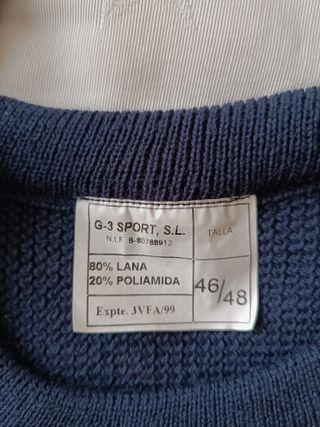 G-3 SPORT, S.L.
N.I.F B-80788912
TALLA
80% LANA
20% POLIAMIDA
46/48
Expte. 3VFA/99